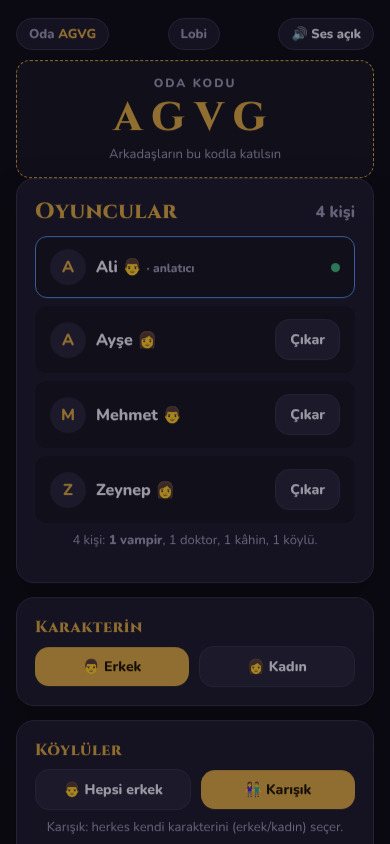 Oda AGVG
Lobi
🔊 Ses açık
ODA KODU
AGVG
Arkadaşların bu kodla katılsın
OYUNCULAR
4 kişi
A
Ali 👨 · anlatıcı
A
Ayşe 👩
Çıkar
M
Mehmet 👨
Çıkar
Z
Zeynep 👩
Çıkar
4 kişi: 1 vampir, 1 doktor, 1 kâhin, 1 köylü.
KARAKTERİN
👨 Erkek
👩 Kadın
KÖYLÜLER
👨 Hepsi erkek
👫 Karışık
Karışık: herkes kendi karakterini (erkek/kadın) seçer.